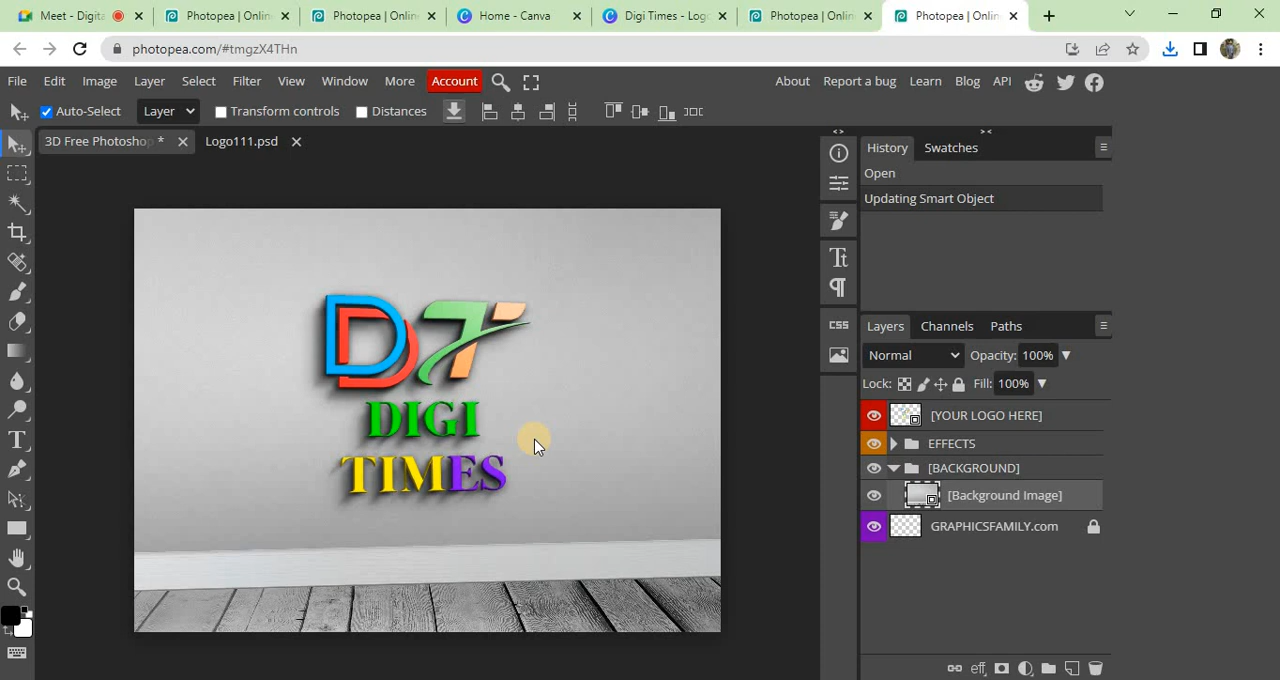 Meet - Digita
Photopea | Onlin
Photopea | Onlin
Home - Canva
Digi Times - Logo
Photopea | Onlin
Photopea | Onlin
photopea.com/#tmgzX4THn
File Edit Image Layer Select Filter View Window More Account
About Report a bug Learn Blog API
Auto-Select Layer Transform controls Distances
3D Free Photoshop *
Logo111.psd
History Swatches
Open
Updating Smart Object
DT
DIGI
TIMES
CSS
Layers Channels Paths
Normal Opacity: 100%
Lock: Fill: 100%
[YOUR LOGO HERE]
EFFECTS
[BACKGROUND]
[Background Image]
GRAPHICSFAMILY.com
eff